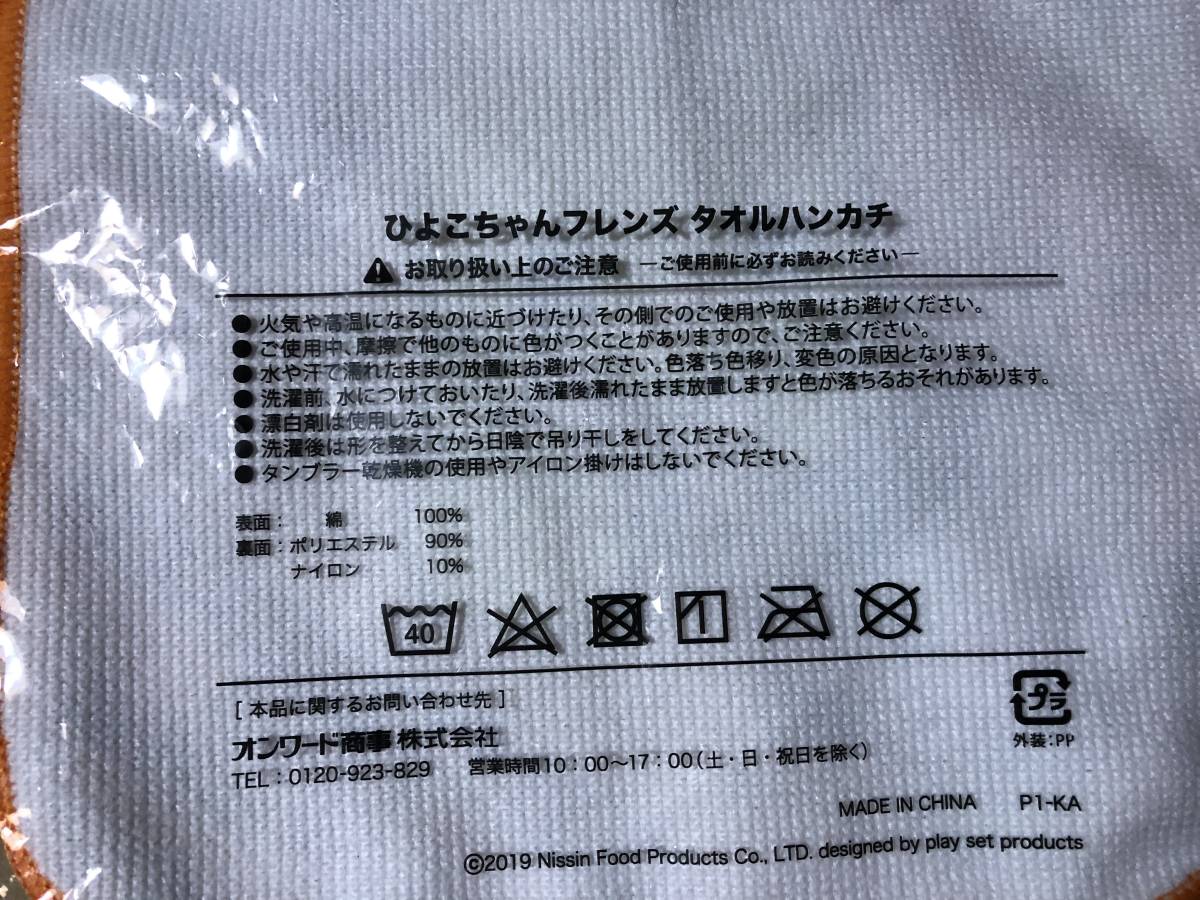 ひよこちゃんフレンズ タオルハンカチ
お取り扱い上のご注意 ―ご使用前に必ずお読みください―
● 火気や高温になるものに近づけたり、その側でのご使用や放置はお避けください。
● ご使用中、摩擦で他のものに色がつくことがありますので、ご注意ください。
● 水や汗で濡れたままの放置はお避けください。色落ち色移り、変色の原因となります。
● 洗濯前、水につけておいたり、洗濯後濡れたまま放置しますと色が落ちるおそれがあります。
● 漂白剤は使用しないでください。
● 洗濯後は形を整えてから日陰で吊り干しをしてください。
● タンブラー乾燥機の使用やアイロン掛けはしないでください。
表面： 綿 100%
裏面：ポリエステル 90%
ナイロン 10%
40
[ 本品に関するお問い合わせ先 ]
オンワード商事 株式会社
TEL：0120-923-829 営業時間10：00～17：00（土・日・祝日を除く）
プラ
外装：PP
MADE IN CHINA P1-KA
©2019 Nissin Food Products Co., LTD. designed by play set products